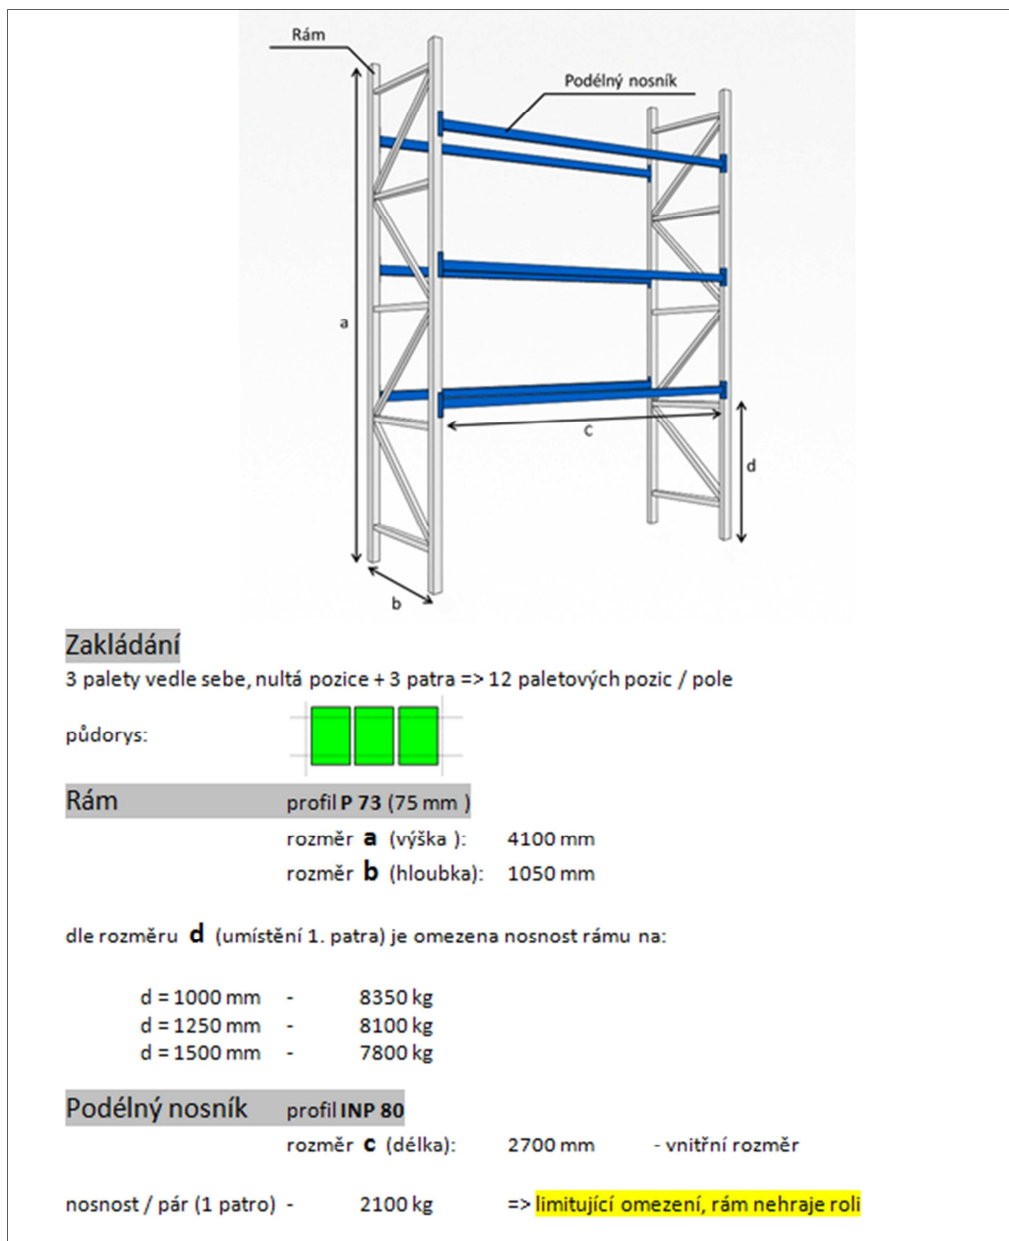 Rám
Podélný nosník
a
C
d
b
Zakládání
3 palety vedle sebe, nultá pozice + 3 patra => 12 paletových pozic / pole
půdorys:
Rám profil P 73 (75 mm )
rozměr a (výška ): 4100 mm
rozměr b (hloubka): 1050 mm
dle rozměru d (umístění 1. patra) je omezena nosnost rámu na:
d = 1000 mm - 8350 kg
d = 1250 mm - 8100 kg
d = 1500 mm - 7800 kg
Podélný nosník profil INP 80
rozměr c (délka): 2700 mm - vnitřní rozměr
nosnost / pár (1 patro) - 2100 kg => limitující omezení, rám nehraje roli